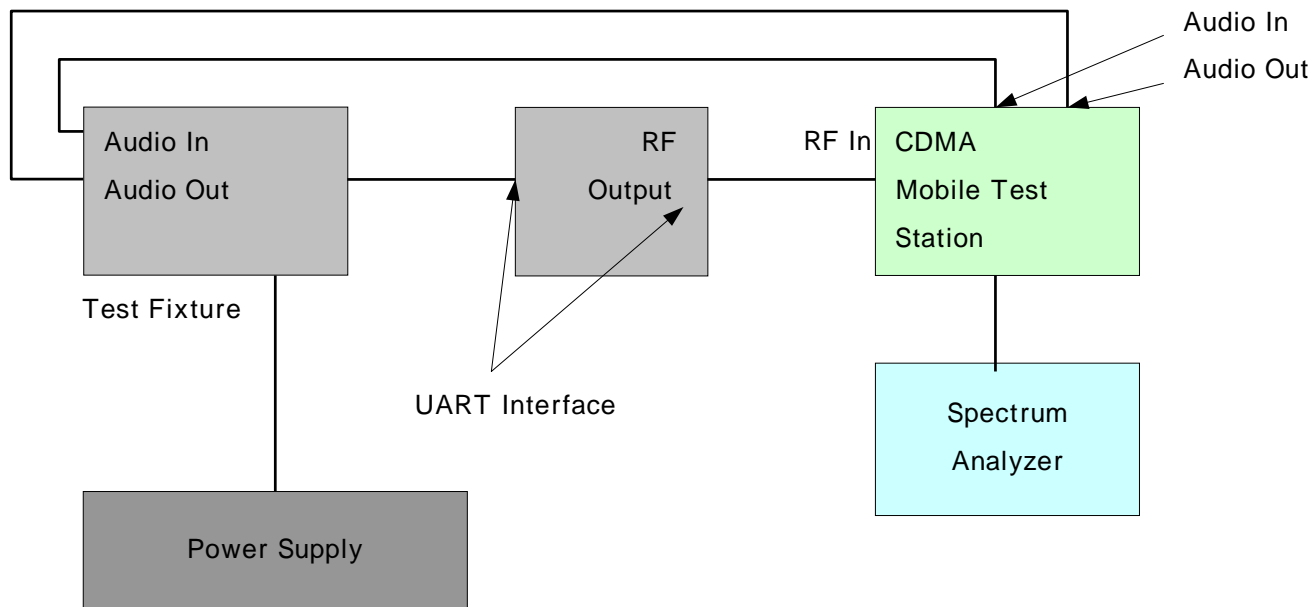 Audio In
Audio Out
Audio In
Audio Out
RF
Output
RF In
CDMA
Mobile Test
Station
Test Fixture
UART Interface
Spectrum
Analyzer
Power Supply